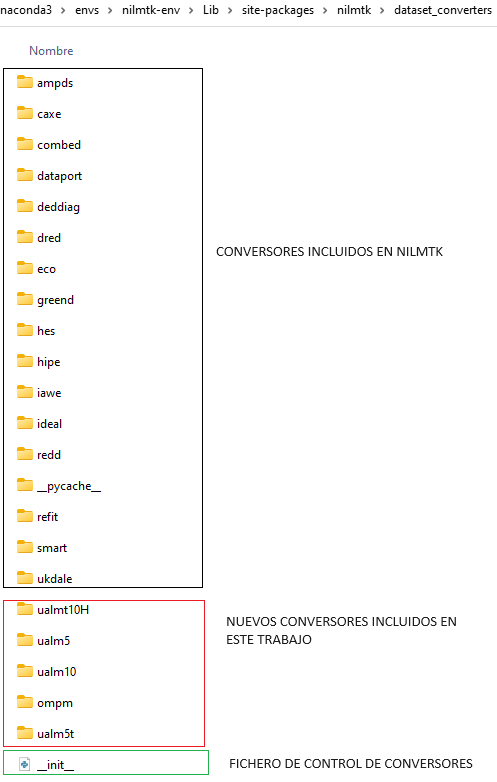 naconda3 > envs > nilmtk-env > Lib > site-packages > nilmtk > dataset_converters
Nombre
ampds
caxe
combed
dataport
deddiag
dred
CONVERSORES INCLUIDOS EN NILMTK
eco
greend
hes
hipe
iawe
ideal
redd
__pycache__
refit
smart
ukdale
ualmt10H
NUEVOS CONVERSORES INCLUIDOS EN
ESTE TRABAJO
ualm5
ualm10
ompm
ualm5t
__init__
FICHERO DE CONTROL DE CONVERSORES